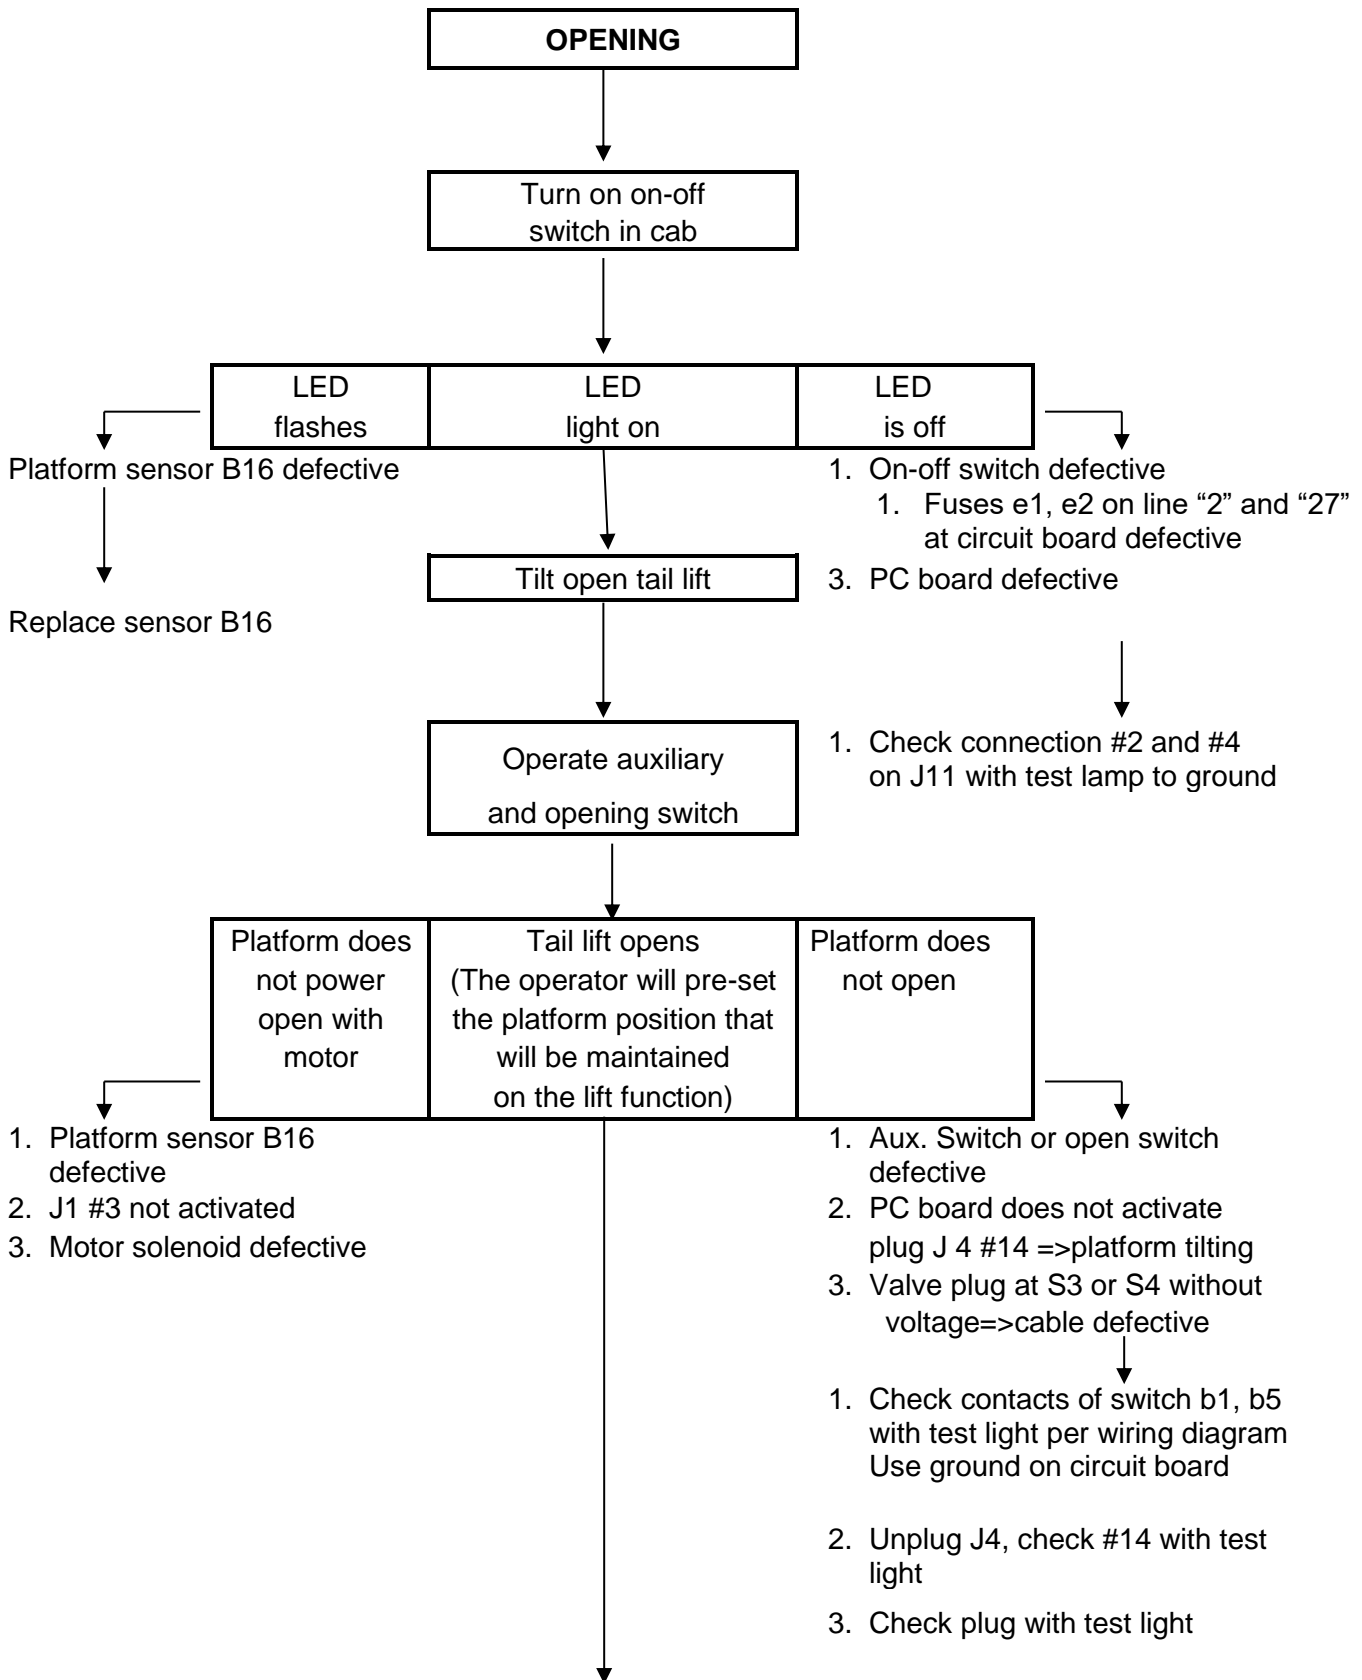 OPENING
Turn on on-off
switch in cab
LED
flashes
LED
light on
LED
is off
Platform sensor B16 defective
Replace sensor B16
1. On-off switch defective
1. Fuses e1, e2 on line “2” and “27”
at circuit board defective
3. PC board defective
Tilt open tail lift
Operate auxiliary
and opening switch
1. Check connection #2 and #4
on J11 with test lamp to ground
Platform does
not power
open with
motor
Tail lift opens
(The operator will pre-set
the platform position that
will be maintained
on the lift function)
Platform does
not open
1. Platform sensor B16
defective
2. J1 #3 not activated
3. Motor solenoid defective
1. Aux. Switch or open switch
defective
2. PC board does not activate
plug J 4 #14 =>platform tilting
3. Valve plug at S3 or S4 without
voltage=>cable defective
1. Check contacts of switch b1, b5
with test light per wiring diagram
Use ground on circuit board
2. Unplug J4, check #14 with test
light
3. Check plug with test light